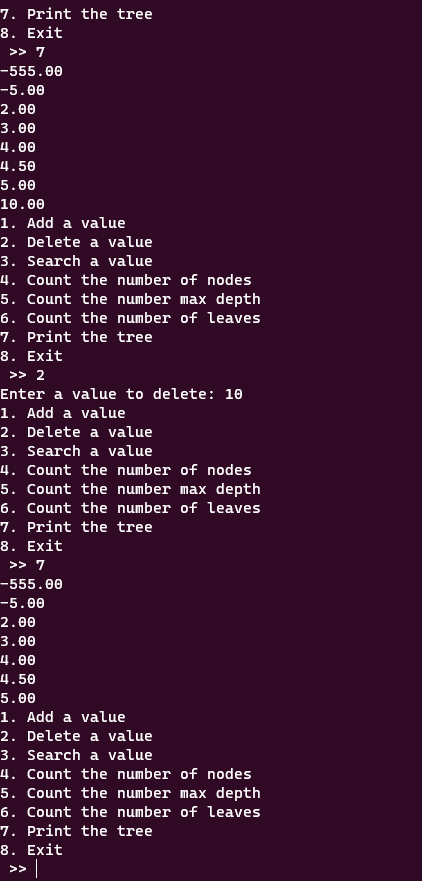 7. Print the tree
8. Exit
 >> 7
-555.00
-5.00
2.00
3.00
4.00
4.50
5.00
10.00
1. Add a value
2. Delete a value
3. Search a value
4. Count the number of nodes
5. Count the number max depth
6. Count the number of leaves
7. Print the tree
8. Exit
 >> 2
Enter a value to delete: 10
1. Add a value
2. Delete a value
3. Search a value
4. Count the number of nodes
5. Count the number max depth
6. Count the number of leaves
7. Print the tree
8. Exit
 >> 7
-555.00
-5.00
2.00
3.00
4.00
4.50
5.00
1. Add a value
2. Delete a value
3. Search a value
4. Count the number of nodes
5. Count the number max depth
6. Count the number of leaves
7. Print the tree
8. Exit
 >>